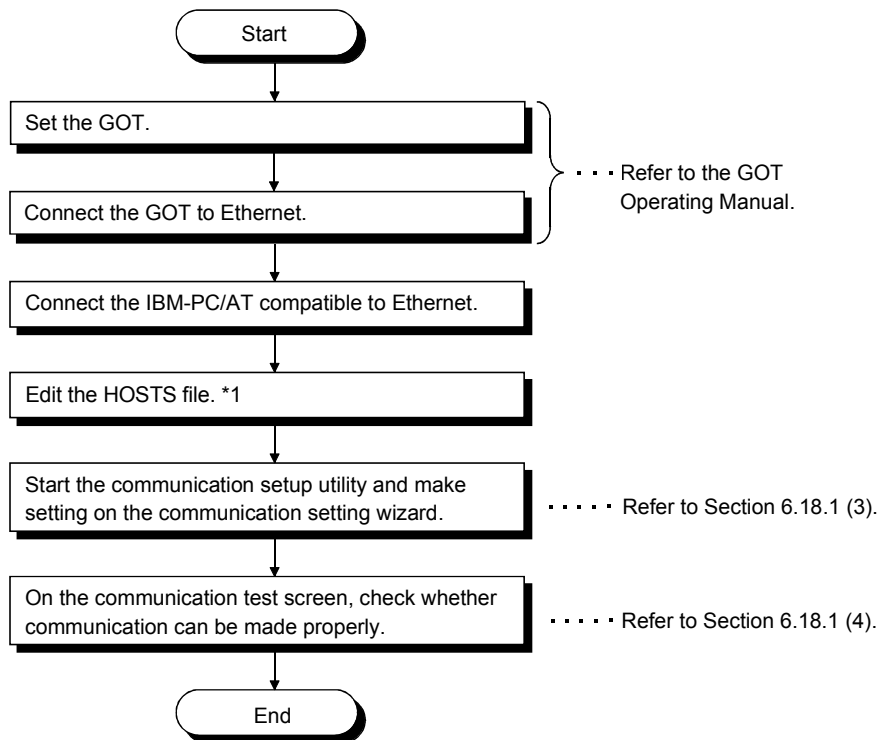 Start
Set the GOT.
Connect the GOT to Ethernet.
Refer to the GOT
Operating Manual.
Connect the IBM-PC/AT compatible to Ethernet.
Edit the HOSTS file. *1
Start the communication setup utility and make
setting on the communication setting wizard.
Refer to Section 6.18.1 (3).
On the communication test screen, check whether
communication can be made properly.
Refer to Section 6.18.1 (4).
End